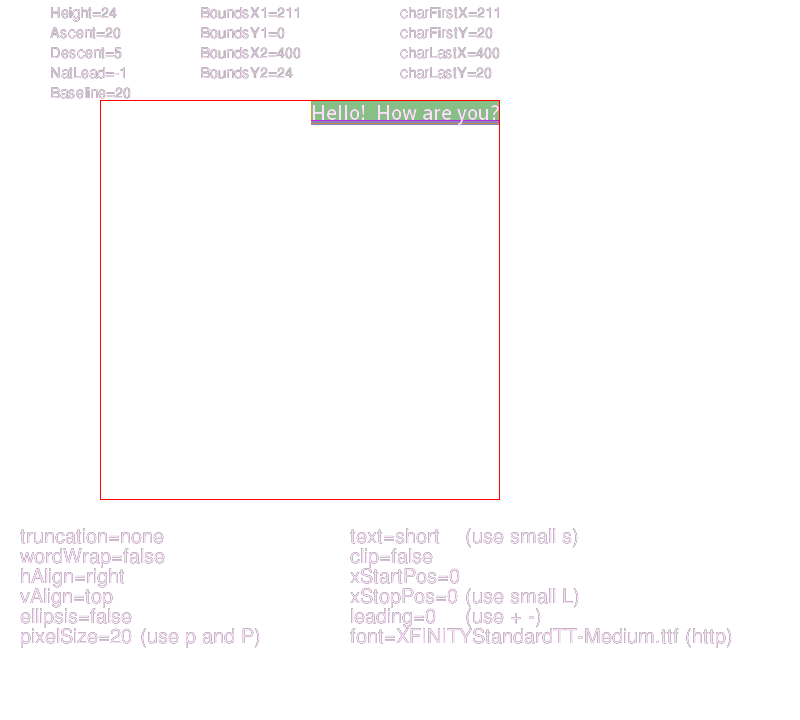 Height=24 BoundsX1=211 charFirstX=211
Ascent=20 BoundsY1=0 charFirstY=20
Descent=5 BoundsX2=400 charLastX=400
NatLead=-1 BoundsY2=24 charLastY=20
Baseline=20
Hello!  How are you?
truncation=none text=short (use small s)
wordWrap=false clip=false
hAlign=right xStartPos=0
vAlign=top xStopPos=0 (use small L)
ellipsis=false leading=0 (use + -)
pixelSize=20 (use p and P) font=XFINITYStandardTT-Medium.ttf (http)